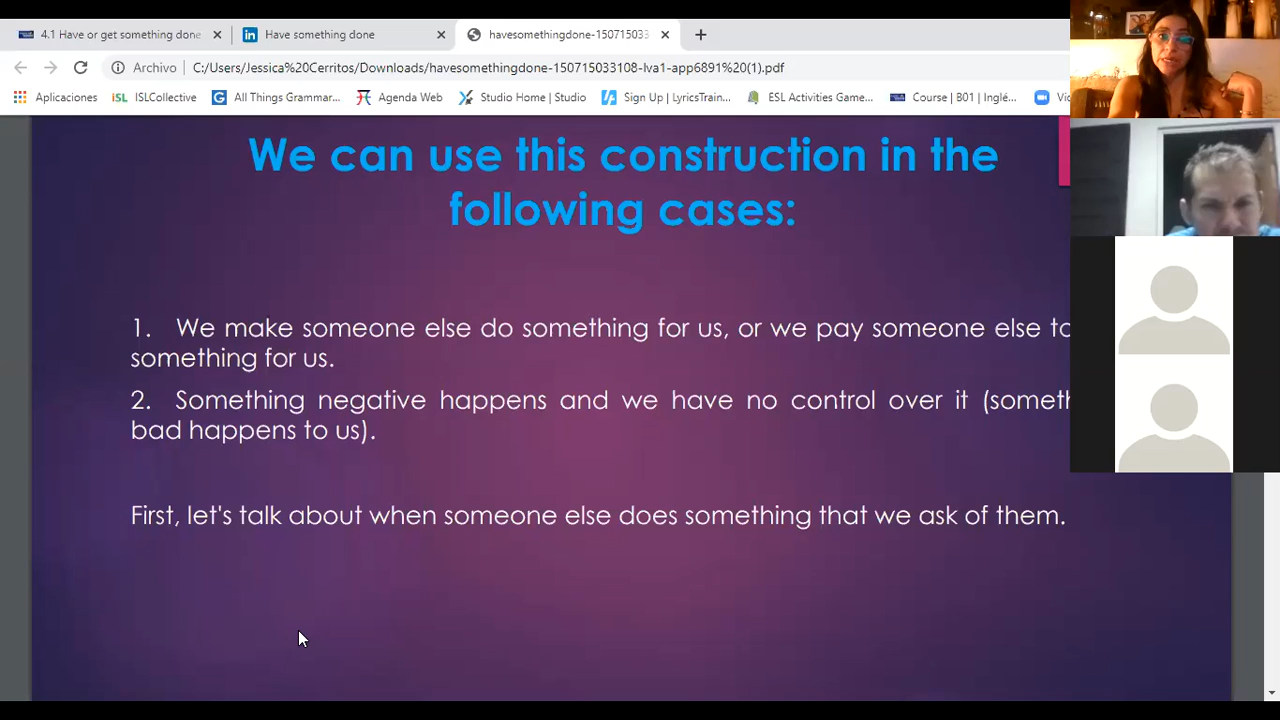 4.1 Have or get something done
Have something done
havesomethingdone-150715033
Archivo
C:/Users/Jessica%20Cerritos/Downloads/havesomethingdone-150715033108-lva1-app6891%20(1).pdf
Aplicaciones
iSLCollective
All Things Grammar...
Agenda Web
Studio Home | Studio
Sign Up | LyricsTrain...
ESL Activities Game...
Course | B01 | Inglé...
We can use this construction in the
following cases:
1. We make someone else do something for us, or we pay someone else to
something for us.
2. Something negative happens and we have no control over it (someth
bad happens to us).
First, let's talk about when someone else does something that we ask of them.